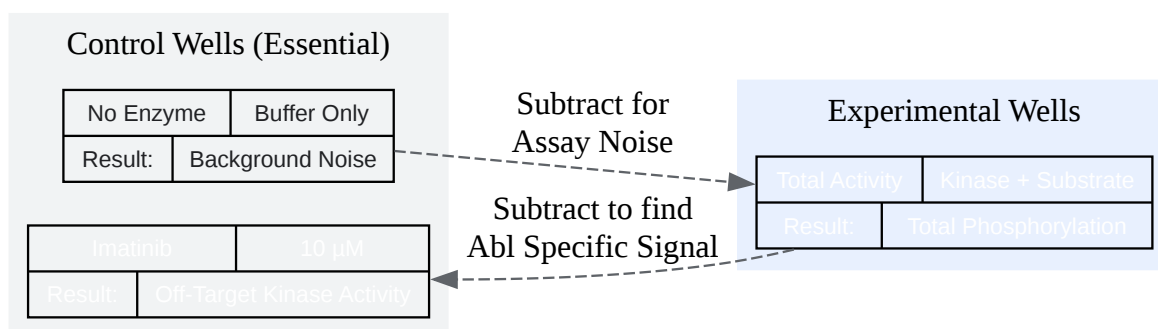 Control Wells (Essential)
No Enzyme Buffer Only
Result: Background Noise
Imatinib 10 µM
Result: Off-Target Kinase Activity
Subtract for
Assay Noise
Subtract to find
Abl Specific Signal
Experimental Wells
Total Activity Kinase + Substrate
Result: Total Phosphorylation